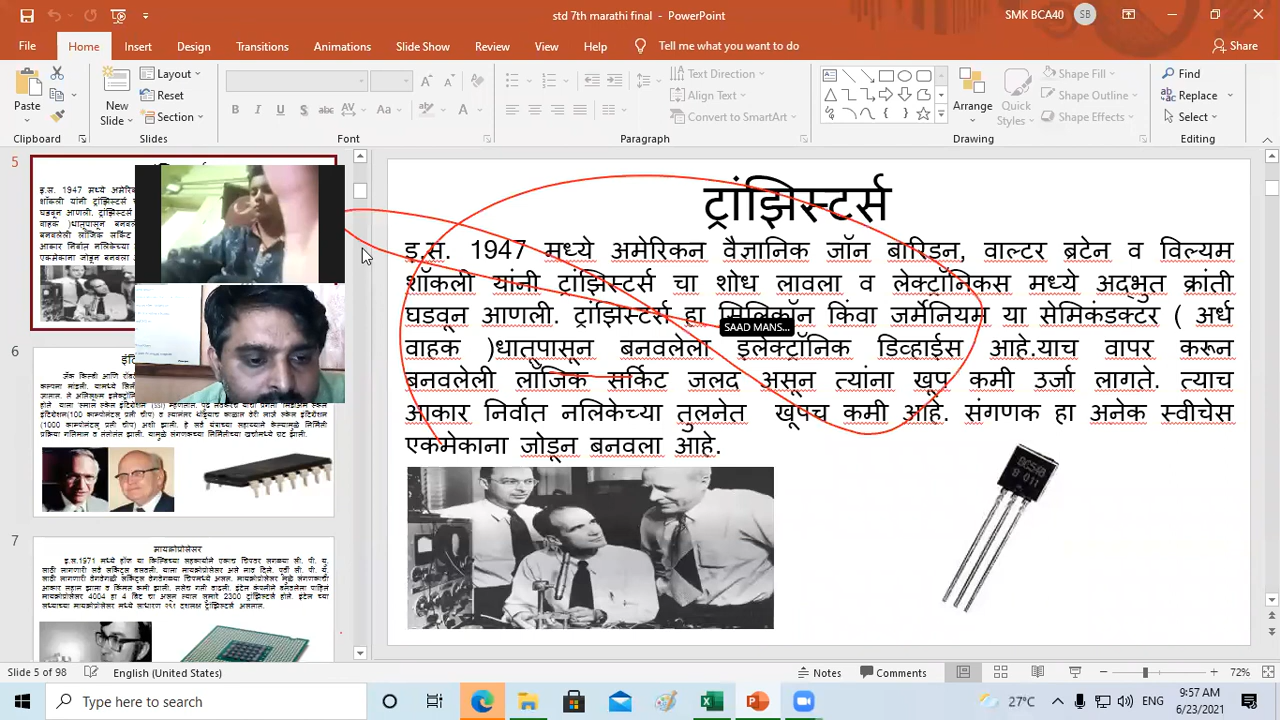 std 7th marathi final - PowerPoint
SMK BCA40 SB
File Home Insert Design Transitions Animations Slide Show Review View Help Tell me what you want to do Share
Paste
New Slide
Layout
Reset
Section
Text Direction
Align Text
Convert to SmartArt
Arrange
Quick Styles
Shape Fill
Shape Outline
Shape Effects
Find
Replace
Select
Clipboard Slides Font Paragraph Drawing Editing
5
6
7
मायक्रोप्रोसेसर
ट्रांझिस्टर्स
इ.स. 1947 मध्ये अमेरिकन वैज्ञानिक जॉन बारिडन, वाल्टर ब्रटेन व विल्यम
शॉकली यांनी ट्रांझिस्टर्स चा शोध लावला व लेक्ट्रॉनिकस मध्ये अद्भुत क्रांती
घडवून आणली. ट्रांझिस्टर्स हा सिलिकॉन किंवा जर्मेनियम या सेमिकंडक्टर ( अर्ध
वाहक )धातुपासून बनवलेला इलेक्ट्रॉनिक डिव्हाईस आहे.याच वापर करून
बनवलेली लॉजिक सर्किट जलद असून त्यांना खूप कमी उर्जा लागते. त्याच
आकार निर्वात नलिकेच्या तुलनेत खूपच कमी आहे. संगणक हा अनेक स्वीचेस
एकमेकाना जोडून बनवला आहे.
SAAD MANS...
Slide 5 of 98 English (United States) Notes Comments 72%
Type here to search
27°C ENG 9:57 AM
6/23/2021